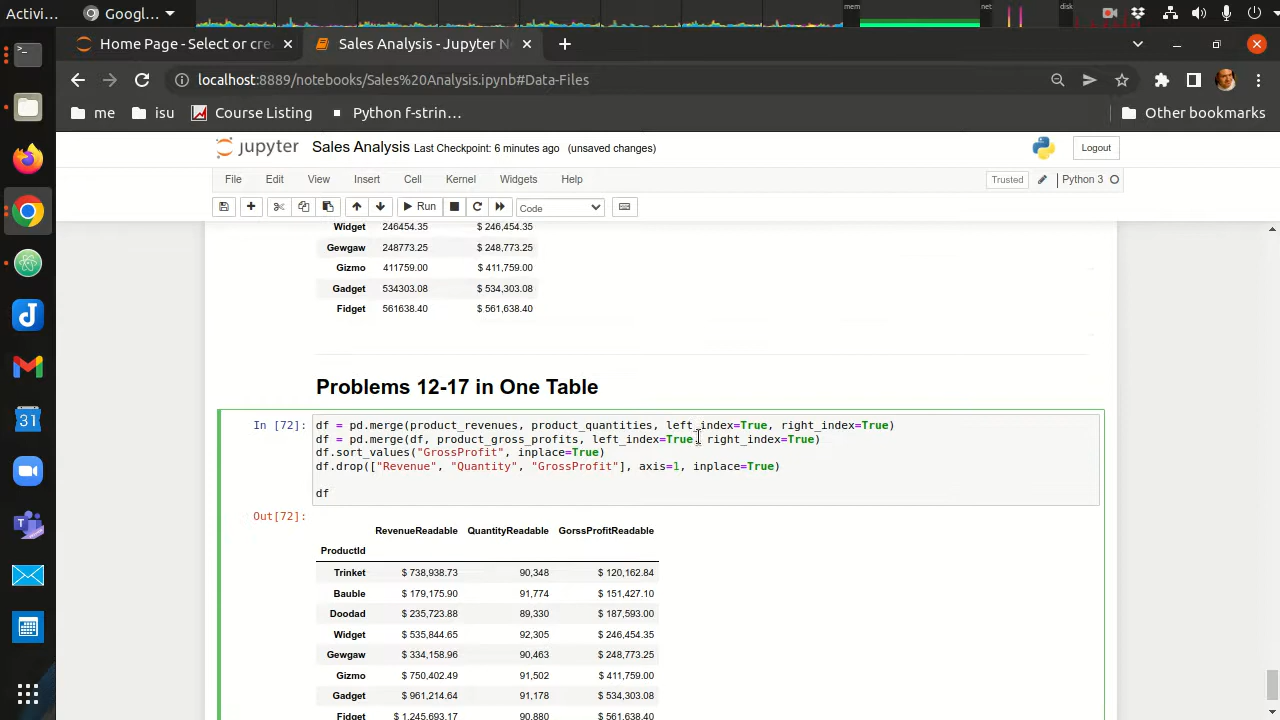 Activi...
Googl...
mem
net
disk
Home Page - Select or cre
Sales Analysis - Jupyter N
localhost:8889/notebooks/Sales%20Analysis.ipynb#Data-Files
me
isu
Course Listing
Python f-strin...
Other bookmarks
jupyter
Sales Analysis Last Checkpoint: 6 minutes ago (unsaved changes)
Logout
File Edit View Insert Cell Kernel Widgets Help
Trusted
Python 3
Run
Code
Widget 246454.35 $ 246,454.35
Gewgaw 248773.25 $ 248,773.25
Gizmo 411759.00 $ 411,759.00
Gadget 534303.08 $ 534,303.08
Fidget 561638.40 $ 561,638.40
Problems 12-17 in One Table
In [72]: df = pd.merge(product_revenues, product_quantities, left_index=True, right_index=True)
df = pd.merge(df, product_gross_profits, left_index=True, right_index=True)
df.sort_values("GrossProfit", inplace=True)
df.drop(["Revenue", "Quantity", "GrossProfit"], axis=1, inplace=True)
df
Out[72]:
RevenueReadable QuantityReadable GorssProfitReadable
ProductId
Trinket $ 738,938.73 90,348 $ 120,162.84
Bauble $ 179,175.90 91,774 $ 151,427.10
Doodad $ 235,723.88 89,330 $ 187,593.00
Widget $ 535,844.65 92,305 $ 246,454.35
Gewgaw $ 334,158.96 90,463 $ 248,773.25
Gizmo $ 750,402.49 91,502 $ 411,759.00
Gadget $ 961,214.64 91,178 $ 534,303.08
Fidget $ 1,245,693.17 90,880 $ 561,638.40
31